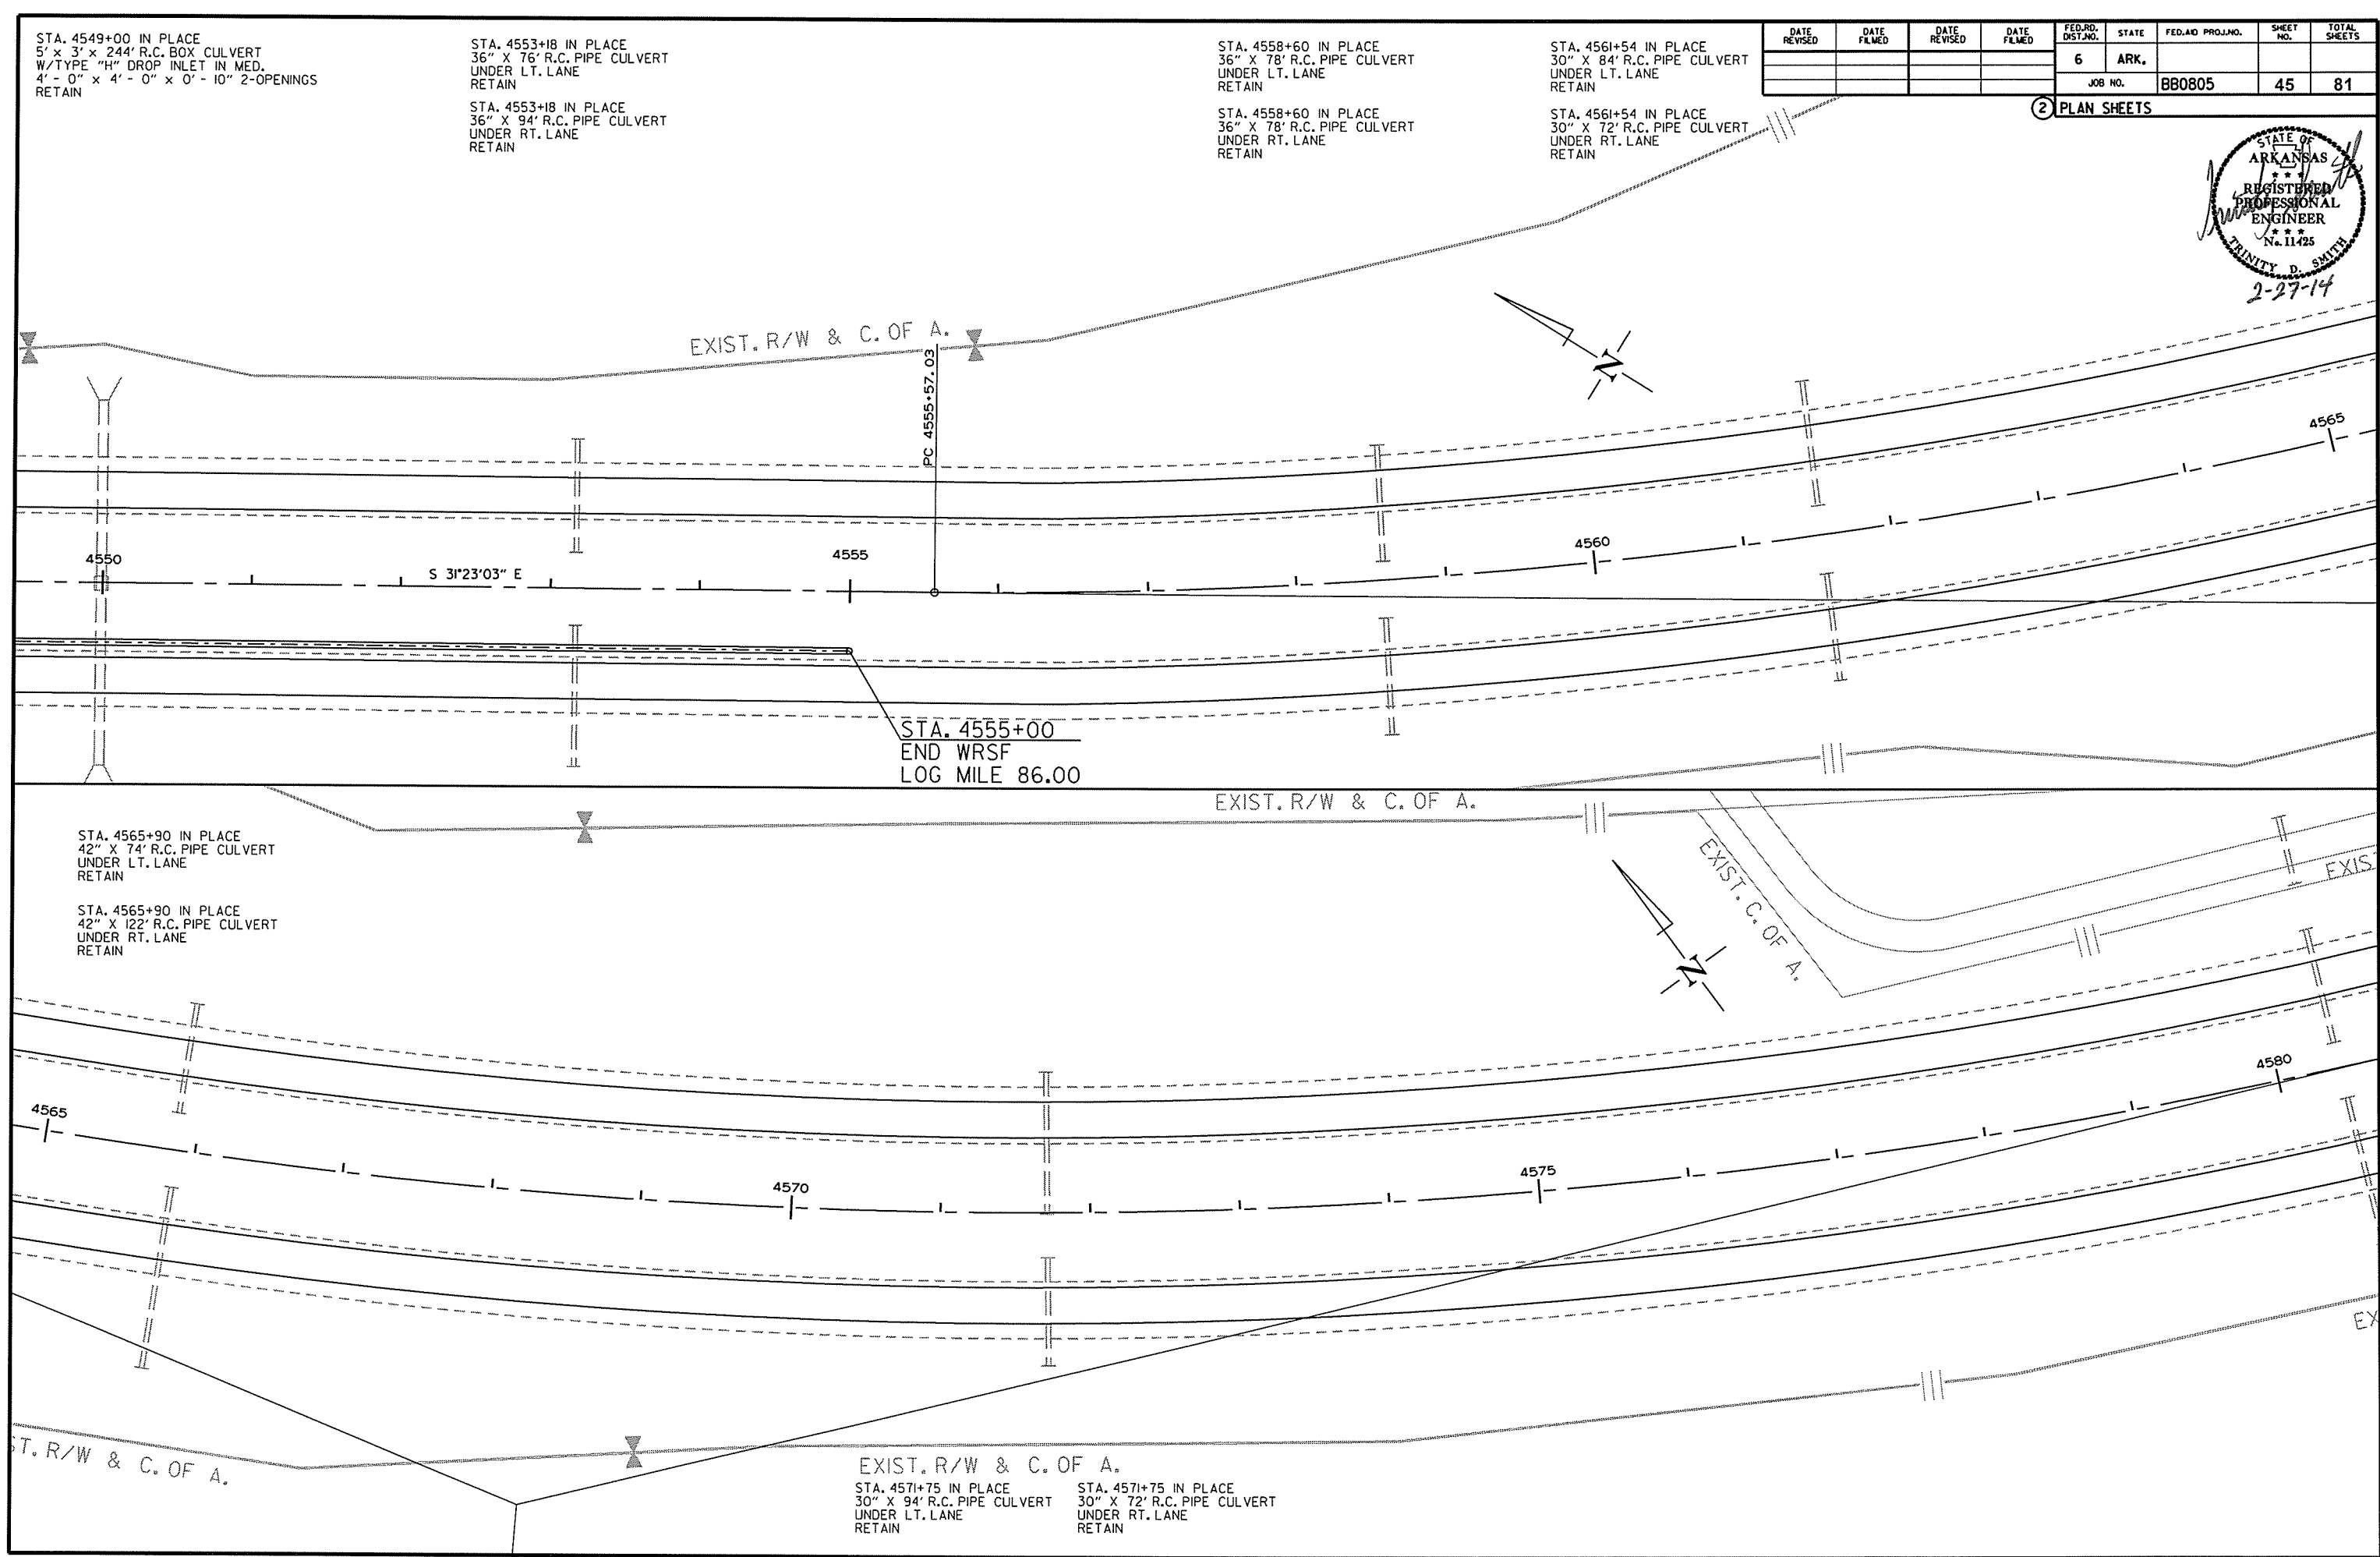 STA. 4549+00 IN PLACE
5' x 3' x 244' R.C. BOX CULVERT
W/TYPE "H" DROP INLET IN MED.
4' - 0" x 4' - 0" x 0' - 10" 2-OPENINGS
RETAIN
STA. 4553+18 IN PLACE
36" X 76' R.C. PIPE CULVERT
UNDER LT. LANE
RETAIN
STA. 4553+18 IN PLACE
36" X 94' R.C. PIPE CULVERT
UNDER RT. LANE
RETAIN
STA. 4558+60 IN PLACE
36" X 78' R.C. PIPE CULVERT
UNDER LT. LANE
RETAIN
STA. 4558+60 IN PLACE
36" X 78' R.C. PIPE CULVERT
UNDER RT. LANE
RETAIN
STA. 4561+54 IN PLACE
30" X 84' R.C. PIPE CULVERT
UNDER LT. LANE
RETAIN
STA. 4561+54 IN PLACE
30" X 72' R.C. PIPE CULVERT
UNDER RT. LANE
RETAIN
DATE REVISED
DATE FILMED
DATE REVISED
DATE FILMED
FED.RD. DIST.NO.
STATE
FED.AID PROJ.NO.
SHEET NO.
TOTAL SHEETS
6
ARK.
JOB NO.
BB0805
45
81
2 PLAN SHEETS
STATE OF
ARKANSAS
REGISTERED
PROFESSIONAL
ENGINEER
No. 11425
TRINITY D. SMITH
2-27-14
EXIST. R/W & C. OF A.
PC 4555+57.03
N
4550
S 31°23'03" E
4555
4560
4565
STA. 4555+00
END WRSF
LOG MILE 86.00
EXIST. R/W & C. OF A.
STA. 4565+90 IN PLACE
42" X 74' R.C. PIPE CULVERT
UNDER LT. LANE
RETAIN
STA. 4565+90 IN PLACE
42" X 122' R.C. PIPE CULVERT
UNDER RT. LANE
RETAIN
EXIST. C. OF A.
EXIS
N
4565
4570
4575
4580
EX
ST. R/W & C. OF A.
EXIST. R/W & C. OF A.
STA. 4571+75 IN PLACE
30" X 94' R.C. PIPE CULVERT
UNDER LT. LANE
RETAIN
STA. 4571+75 IN PLACE
30" X 72' R.C. PIPE CULVERT
UNDER RT. LANE
RETAIN